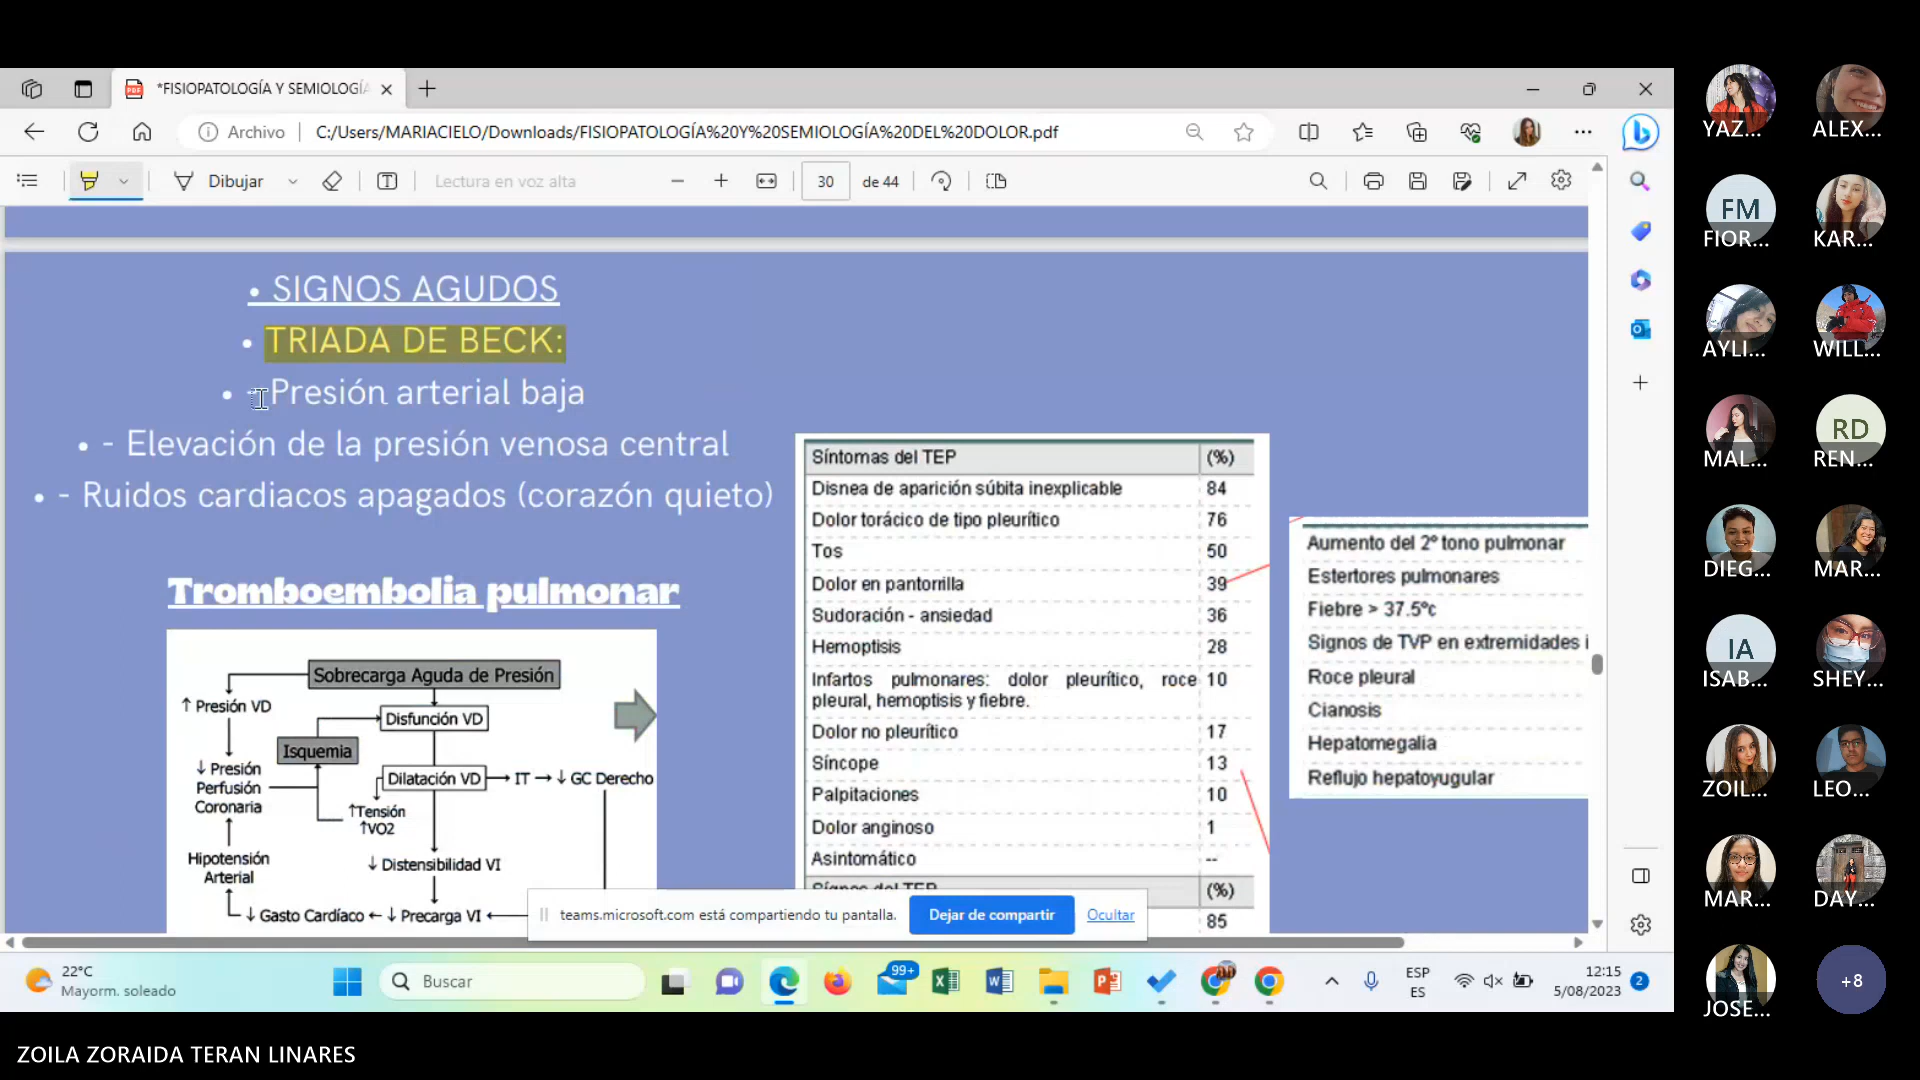 *FISIOPATOLOGÍA Y SEMIOLOGÍA
Archivo
C:/Users/MARIACIELO/Downloads/FISIOPATOLOGÍA%20Y%20SEMIOLOGÍA%20DEL%20DOLOR.pdf
Dibujar
Lectura en voz alta
30
de 44
• SIGNOS AGUDOS
• TRIADA DE BECK:
• - Presión arterial baja
• - Elevación de la presión venosa central
• - Ruidos cardiacos apagados (corazón quieto)
Tromboembolia pulmonar
Sobrecarga Aguda de Presión
↑ Presión VD
Disfunción VD
Isquemia
↓ Presión
Perfusión
Coronaria
Dilatación VD → IT → ↓ GC Derecho
↑Tensión
↑VO2
Hipotensión
Arterial
↓ Distensibilidad VI
↓ Gasto Cardíaco ← ↓ Precarga VI ←
Síntomas del TEP (%)
Disnea de aparición súbita inexplicable 84
Dolor torácico de tipo pleurítico 76
Tos 50
Dolor en pantorrilla 39
Sudoración - ansiedad 36
Hemoptisis 28
Infartos pulmonares: dolor pleurítico, roce 10
pleural, hemoptisis y fiebre.
Dolor no pleurítico 17
Síncope 13
Palpitaciones 10
Dolor anginoso 1
Asintomático --
Signos del TEP (%)
85
Aumento del 2º tono pulmonar
Estertores pulmonares
Fiebre > 37.5ºc
Signos de TVP en extremidades i
Roce pleural
Cianosis
Hepatomegalia
Reflujo hepatoyugular
teams.microsoft.com está compartiendo tu pantalla.
Dejar de compartir
Ocultar
22°C
Mayorm. soleado
Buscar
99+
ESP
ES
12:15
5/08/2023
2
YAZ...
ALEX...
FM
FIOR...
KAR...
AYLI...
WILL...
MAL...
RD
REN...
DIEG...
MAR...
IA
ISAB...
SHEY...
ZOIL...
LEO...
MAR...
DAY...
JOSE...
+8
ZOILA ZORAIDA TERAN LINARES